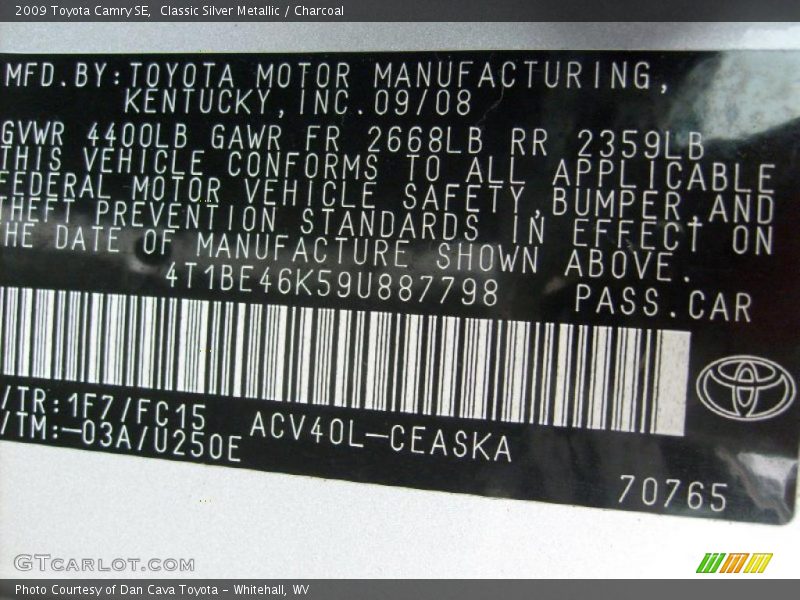 2009 Toyota Camry SE,  Classic Silver Metallic / Charcoal
MFD.BY:TOYOTA MOTOR MANUFACTURING,
KENTUCKY,INC.09/08
GVWR 4400LB GAWR FR 2668LB RR 2359LB
THIS VEHICLE CONFORMS TO ALL APPLICABLE
FEDERAL MOTOR VEHICLE SAFETY,BUMPER,AND
THEFT PREVENTION STANDARDS IN EFFECT ON
HE DATE OF MANUFACTURE SHOWN ABOVE.
4T1BE46K59U887798 PASS.CAR
/TR:1F7/FC15
ACV40L-CEASKA
/TM:-03A/U250E
70765
GTCARLOT.COM
Photo Courtesy of Dan Cava Toyota - Whitehall, WV